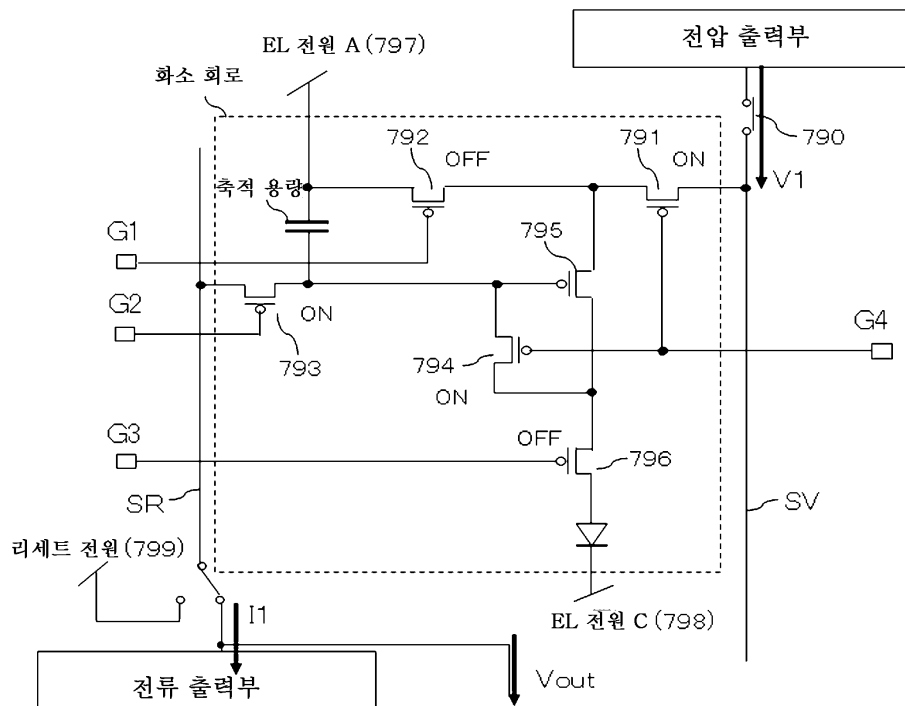 EL 전원 A (797)
전압 출력부
화소 회로
792
791
790
OFF
ON
V1
축적 용량
795
G1
G2
ON
G4
793
794
ON
G3
OFF
796
SR
SV
리세트 전원 (799)
I1
EL 전원 C (798)
전류 출력부
Vout